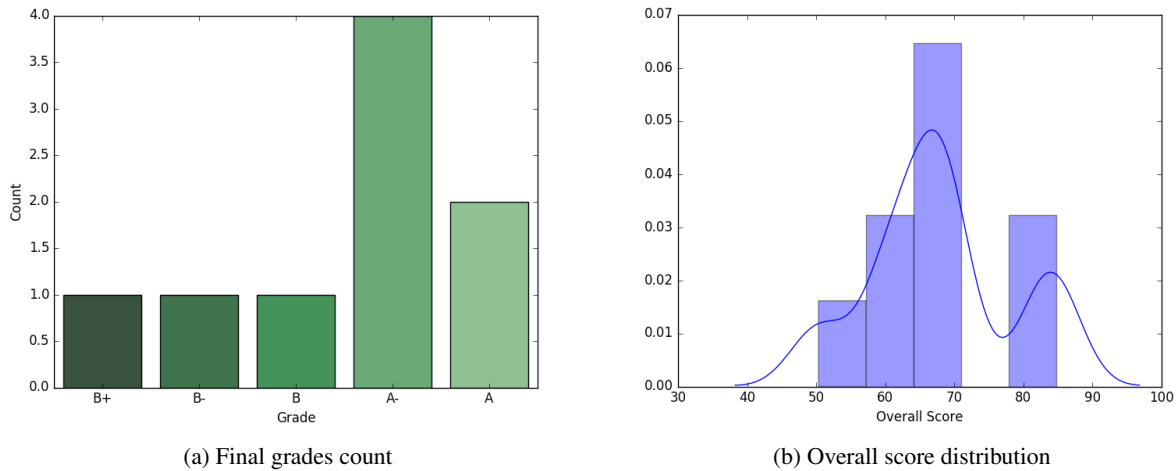 4.0
3.5
3.0
2.5
2.0
1.5
1.0
0.5
0.0
Count
B+ B- B A- A
Grade
(a) Final grades count
0.07
0.06
0.05
0.04
0.03
0.02
0.01
0.00
30 40 50 60 70 80 90 100
Overall Score
(b) Overall score distribution